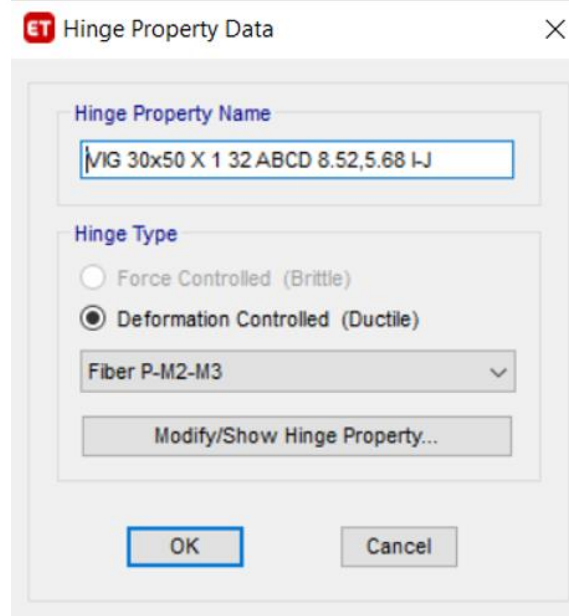 ET Hinge Property Data
Hinge Property Name
VIG 30x50 X 1 32 ABCD 8.52,5.68 I-J
Hinge Type
Force Controlled (Brittle)
Deformation Controlled (Ductile)
Fiber P-M2-M3
Modify/Show Hinge Property...
OK Cancel